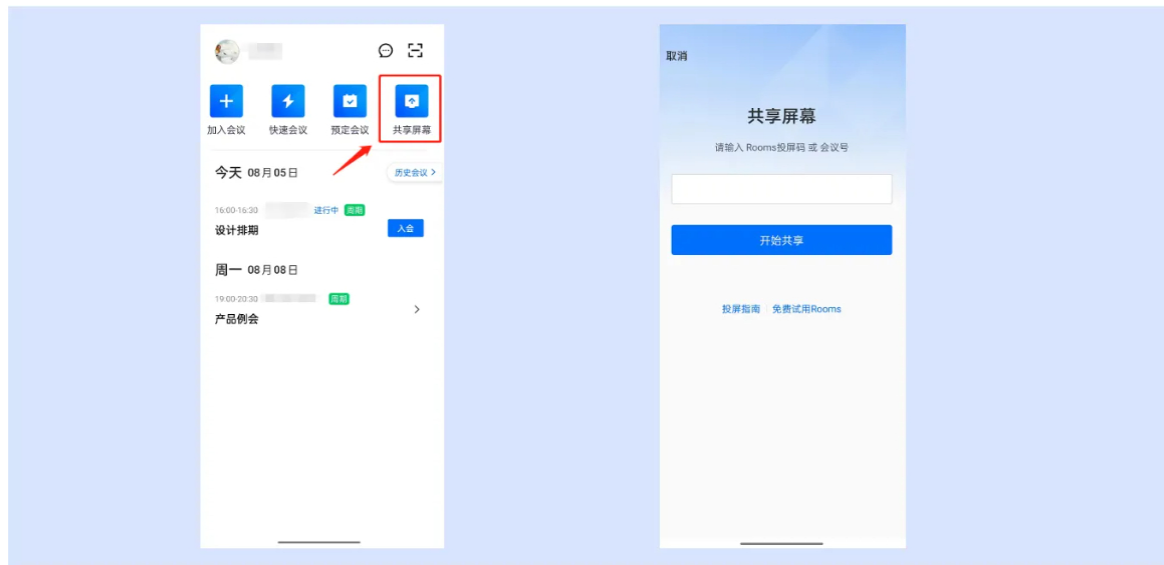 加入会议 快速会议 预定会议 共享屏幕
今天 08月05日 历史会议 >
16:00-16:30 进行中 周期
设计排期 入会
周一 08月08日
19:00-20:30 周期
产品例会
取消
共享屏幕
请输入 Rooms投屏码 或 会议号
开始共享
投屏指南 免费试用Rooms